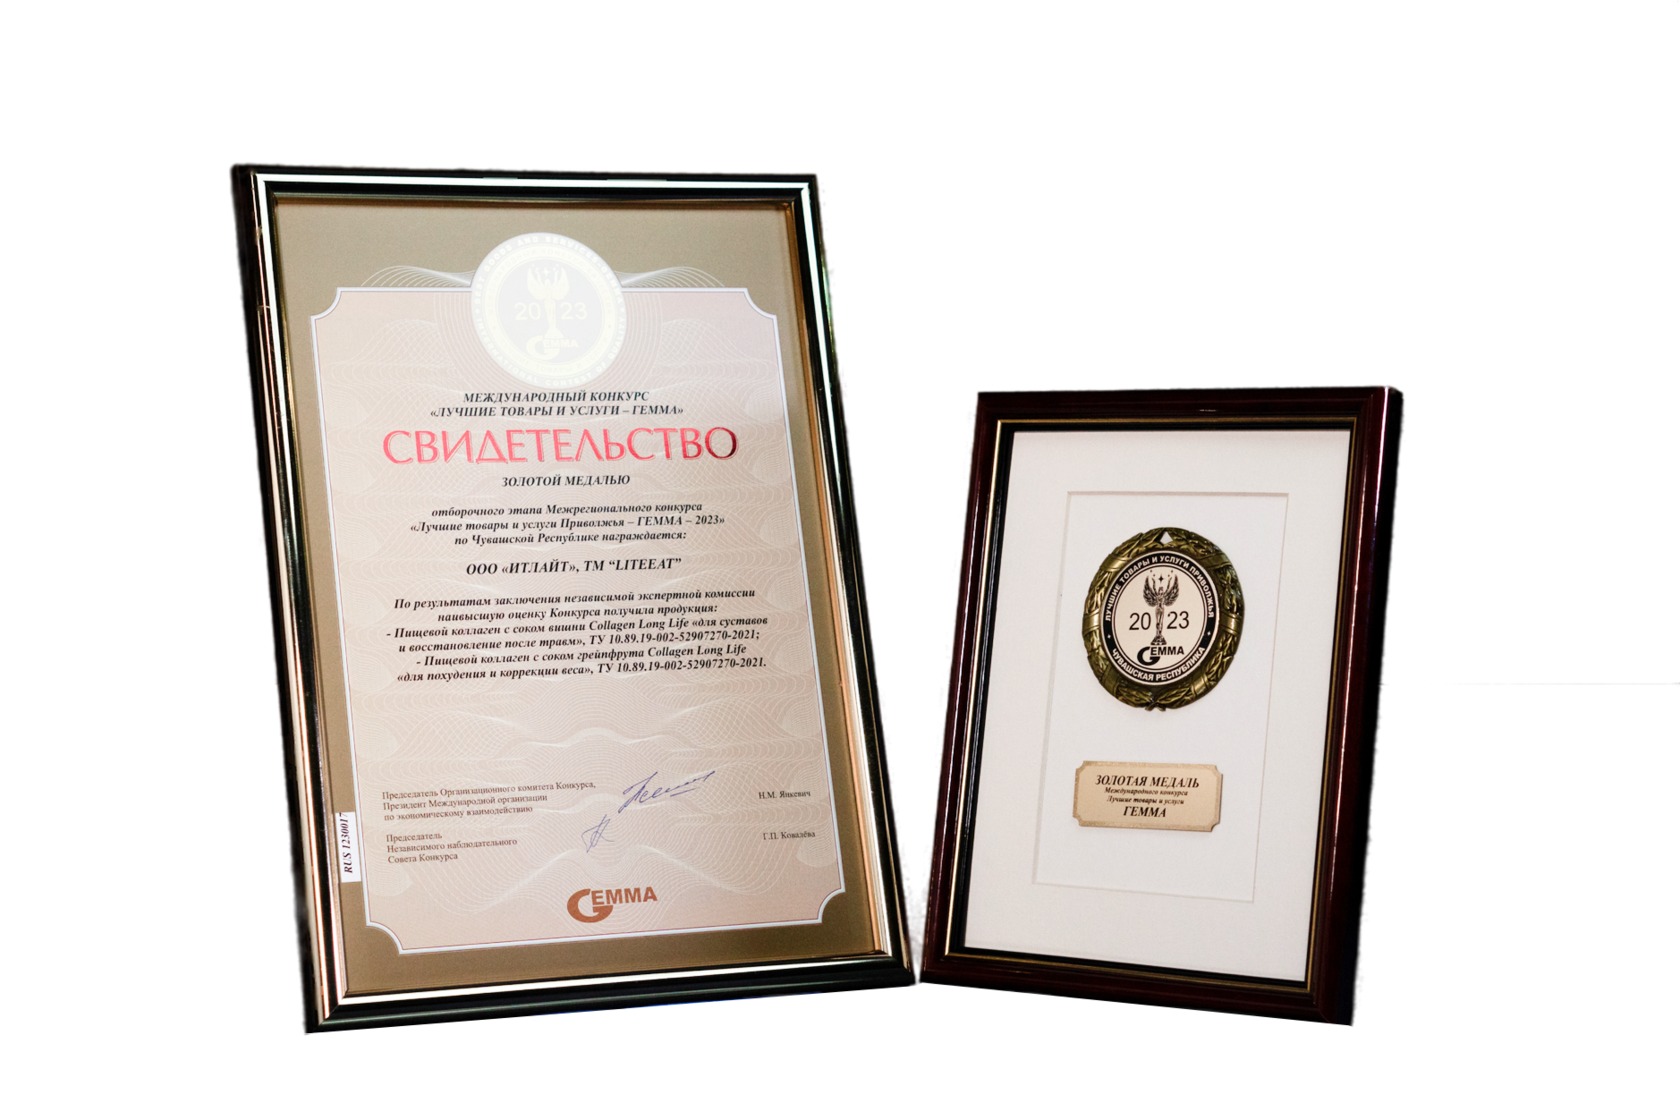 20 23
GEMMA
МЕЖДУНАРОДНЫЙ КОНКУРС
«ЛУЧШИЕ ТОВАРЫ И УСЛУГИ – ГЕММА»
СВИДЕТЕЛЬСТВО
ЗОЛОТОЙ МЕДАЛЬЮ
отборочного этапа Межрегионального конкурса
«Лучшие товары и услуги Приволжья – ГЕММА – 2023»
по Чувашской Республике награждается:
ООО «ИТЛАЙТ», ТМ “LITEEAT”
По результатам заключения независимой экспертной комиссии
наивысшую оценку Конкурса получила продукция:
- Пищевой коллаген с соком вишни Collagen Long Life «для суставов
и восстановление после травм», ТУ 10.89.19-002-52907270-2021;
- Пищевой коллаген с соком грейпфрута Collagen Long Life
«для похудения и коррекции веса», ТУ 10.89.19-002-52907270-2021.
Председатель Организационного комитета Конкурса,
Президент Международной организации
по экономическому взаимодействию
Н.М. Янкевич
Председатель
Независимого наблюдательного
Совета Конкурса
Г.П. Ковалёва
RUS 1230017
GEMMA
ЛУЧШИЕ ТОВАРЫ И УСЛУГИ ПРИВОЛЖЬЯ
20 23
GEMMA
ЧУВАШСКАЯ РЕСПУБЛИКА
ЗОЛОТАЯ МЕДАЛЬ
Международного конкурса
Лучшие товары и услуги
ГЕММА